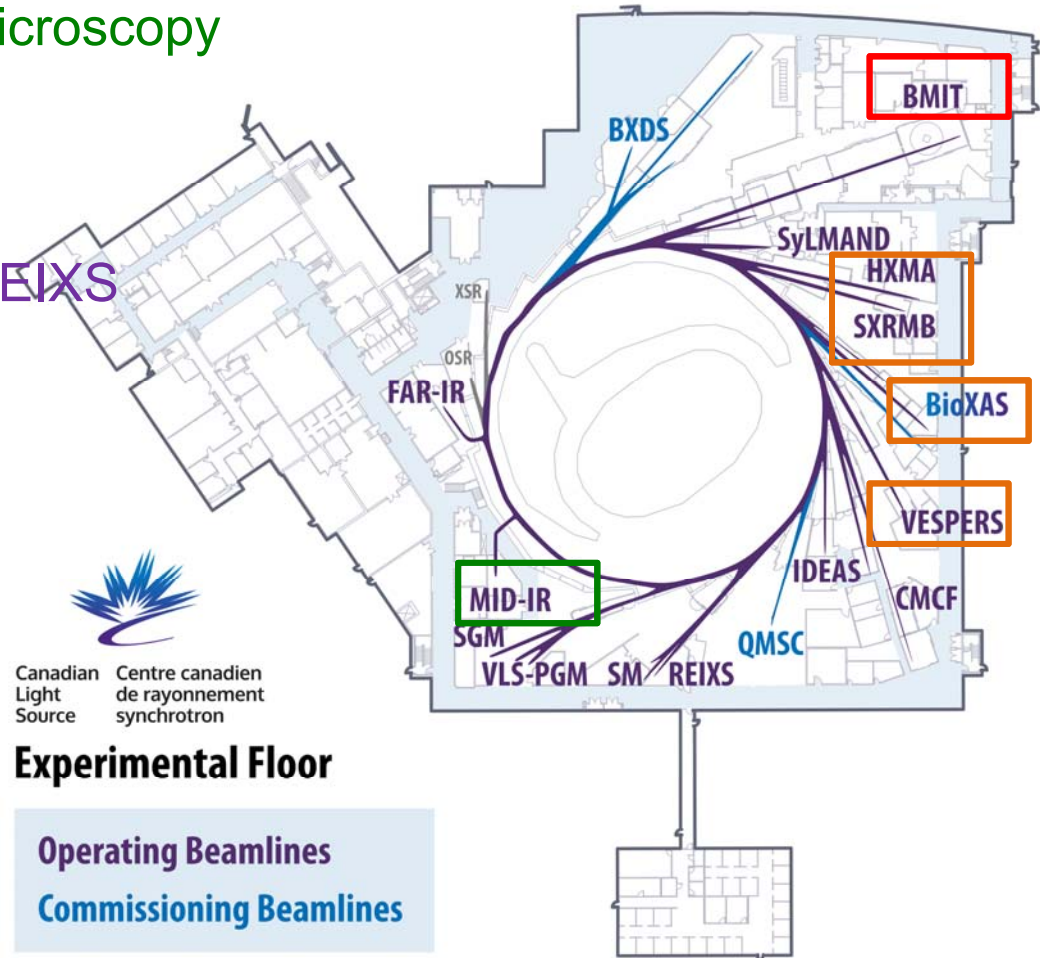 icroscopy
BMIT
BXDS
SyLMAND
EIXS
HXMA
XSR
SXRMB
OSR
FAR-IR
BioXAS
VESPERS
IDEAS
MID-IR
CMCF
SGM
QMSC
VLS-PGM SM REIXS
Canadian Centre canadien
Light de rayonnement
Source synchrotron
Experimental Floor
Operating Beamlines
Commissioning Beamlines